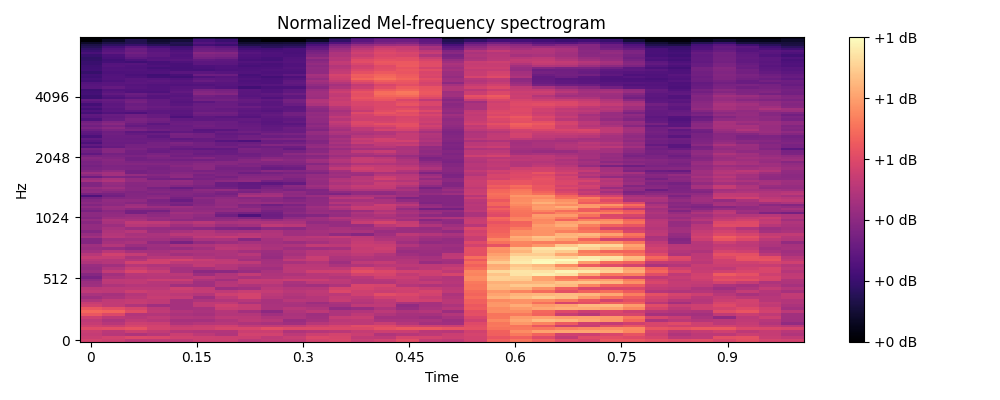 Normalized Mel-frequency spectrogram
Hz
4096
2048
1024
512
0
0 0.15 0.3 0.45 0.6 0.75 0.9
Time
+1 dB
+1 dB
+1 dB
+0 dB
+0 dB
+0 dB